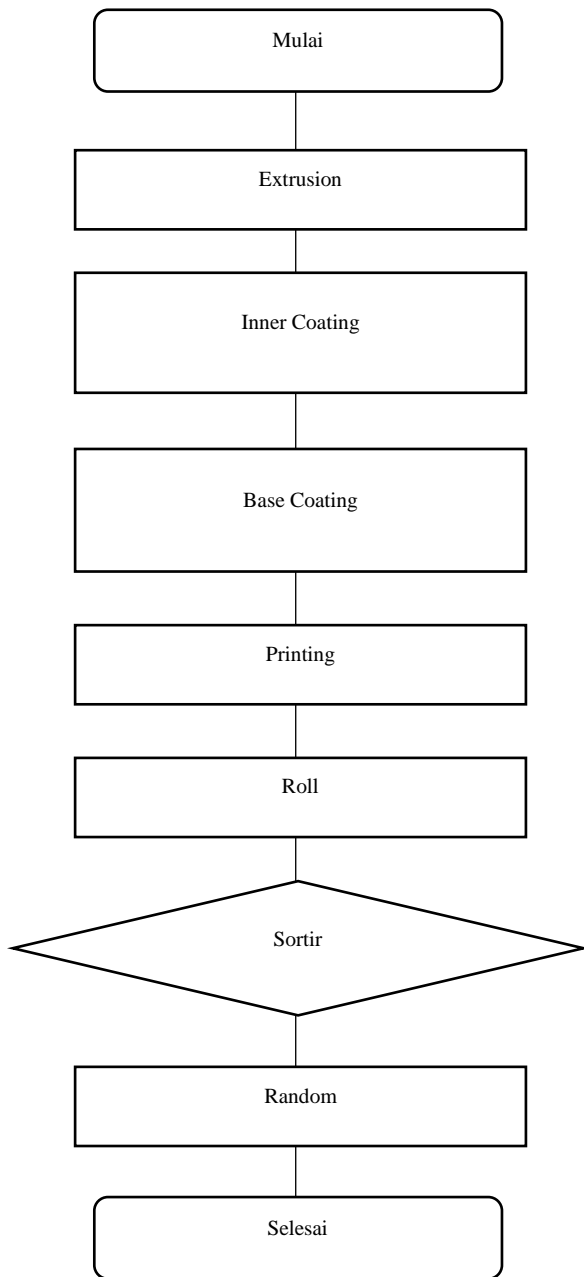 Mulai
Extrusion
Inner Coating
Base Coating
Printing
Roll
Sortir
Random
Selesai